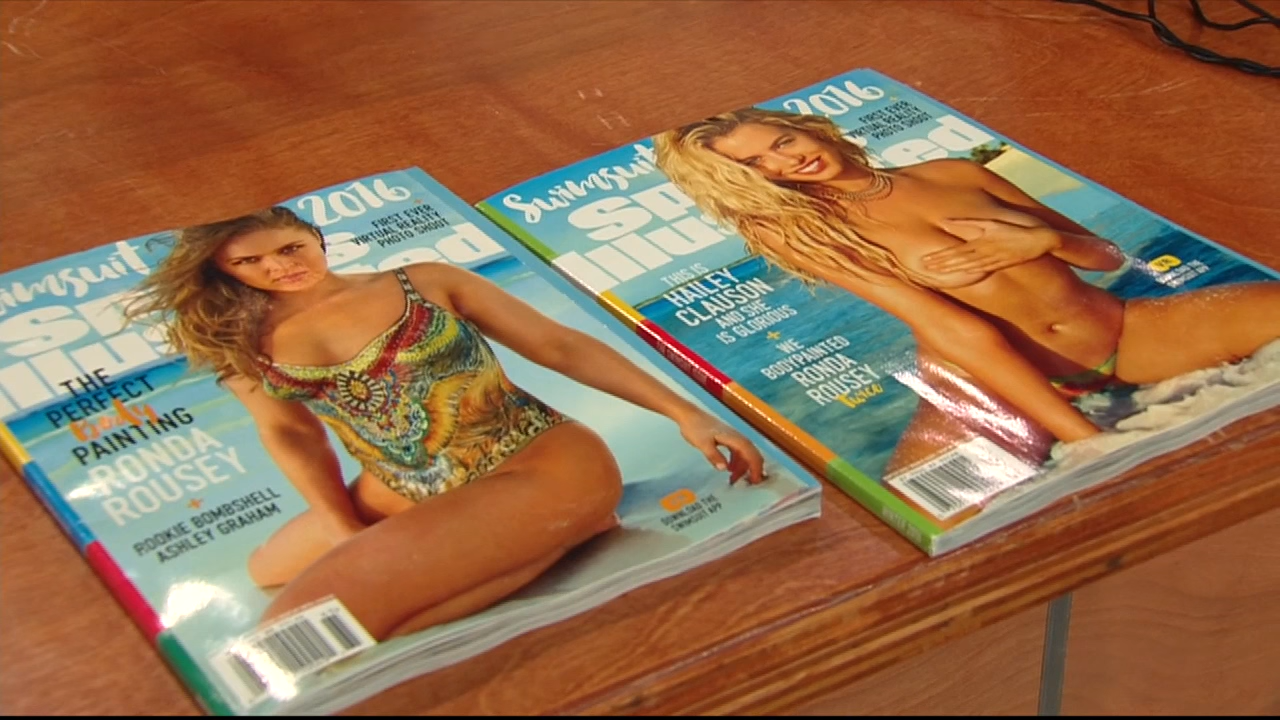 Swimsuit 2016
FIRST EVER
VIRTUAL REALITY
PHOTO SHOOT
THE
PERFECT
Body
PAINTING
RONDA
ROUSEY
+
ROOKIE BOMBSHELL
ASHLEY GRAHAM
DOWNLOAD THE
SWIMSUIT APP
Swimsuit 2016
FIRST EVER
VIRTUAL REALITY
PHOTO SHOOT
THIS IS
HAILEY
CLAUSON
AND SHE
IS GLORIOUS
+
WE
BODYPAINTED
RONDA
ROUSEY
here